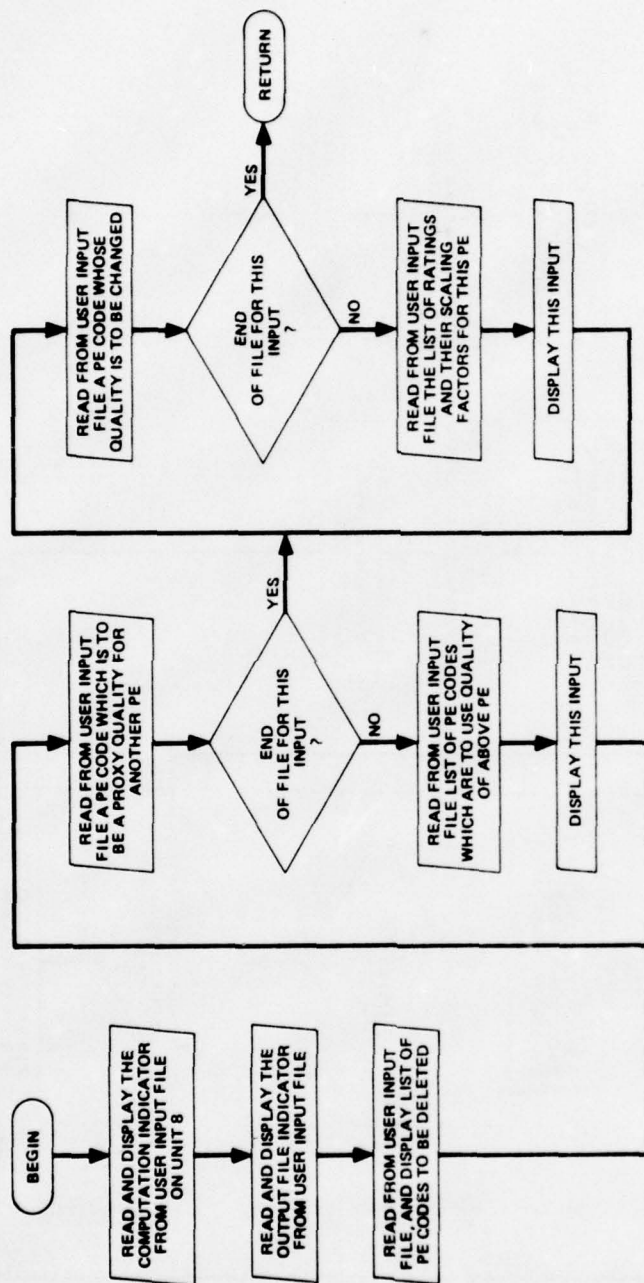 BEGIN
READ AND DISPLAY THE
COMPUTATION INDICATOR
FROM USER INPUT FILE
ON UNIT 8
READ AND DISPLAY THE
OUTPUT FILE INDICATOR
FROM USER INPUT FILE
READ FROM USER INPUT
FILE, AND DISPLAY LIST OF
PE CODES TO BE DELETED
READ FROM USER INPUT
FILE A PE CODE WHICH IS TO
BE A PROXY QUALITY FOR
ANOTHER PE
END
OF FILE FOR THIS
INPUT
?
YES
NO
READ FROM USER INPUT
FILE LIST OF PE CODES
WHICH ARE TO USE QUALITY
OF ABOVE PE
DISPLAY THIS INPUT
READ FROM USER INPUT
FILE A PE CODE WHOSE
QUALITY IS TO BE CHANGED
END
OF FILE FOR THIS
INPUT
?
YES
RETURN
NO
READ FROM USER INPUT
FILE THE LIST OF RATINGS
AND THEIR SCALING
FACTORS FOR THIS PE
DISPLAY THIS INPUT